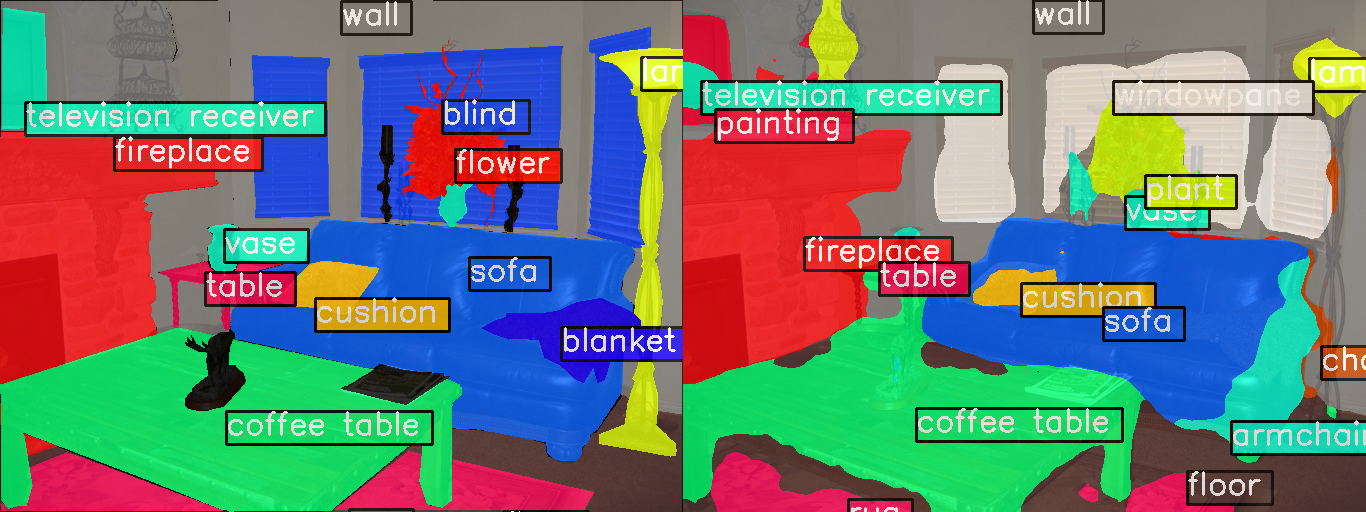 wall
television receiver
fireplace
blind
flower
vase
table
cushion
sofa
blanket
coffee table
wall
lam
television receiver
painting
windowpane
plant
vase
fireplace
table
cushion
sofa
coffee table
armchair
floor